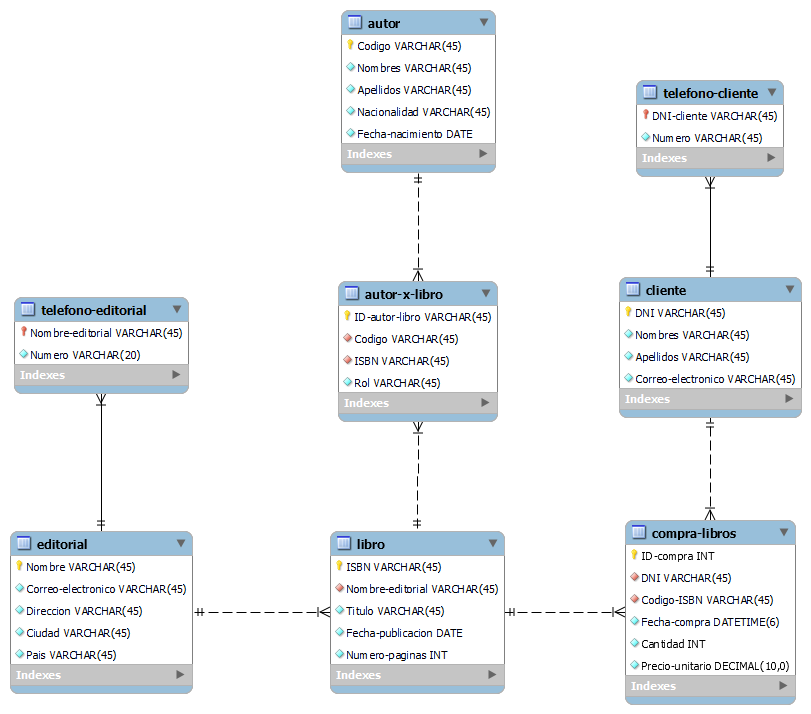 autor
Codigo VARCHAR(45)
Nombres VARCHAR(45)
Apellidos VARCHAR(45)
Nacionalidad VARCHAR(45)
Fecha-nacimiento DATE
Indexes
telefono-cliente
DNI-cliente VARCHAR(45)
Numero VARCHAR(45)
Indexes
telefono-editorial
Nombre-editorial VARCHAR(45)
Numero VARCHAR(20)
Indexes
autor-x-libro
ID-autor-libro VARCHAR(45)
Codigo VARCHAR(45)
ISBN VARCHAR(45)
Rol VARCHAR(45)
Indexes
cliente
DNI VARCHAR(45)
Nombres VARCHAR(45)
Apellidos VARCHAR(45)
Correo-electronico VARCHAR(45)
Indexes
editorial
Nombre VARCHAR(45)
Correo-electronico VARCHAR(45)
Direccion VARCHAR(45)
Ciudad VARCHAR(45)
Pais VARCHAR(45)
Indexes
libro
ISBN VARCHAR(45)
Nombre-editorial VARCHAR(45)
Titulo VARCHAR(45)
Fecha-publicacion DATE
Numero-paginas INT
Indexes
compra-libros
ID-compra INT
DNI VARCHAR(45)
Codigo-ISBN VARCHAR(45)
Fecha-compra DATETIME(6)
Cantidad INT
Precio-unitario DECIMAL(10,0)
Indexes